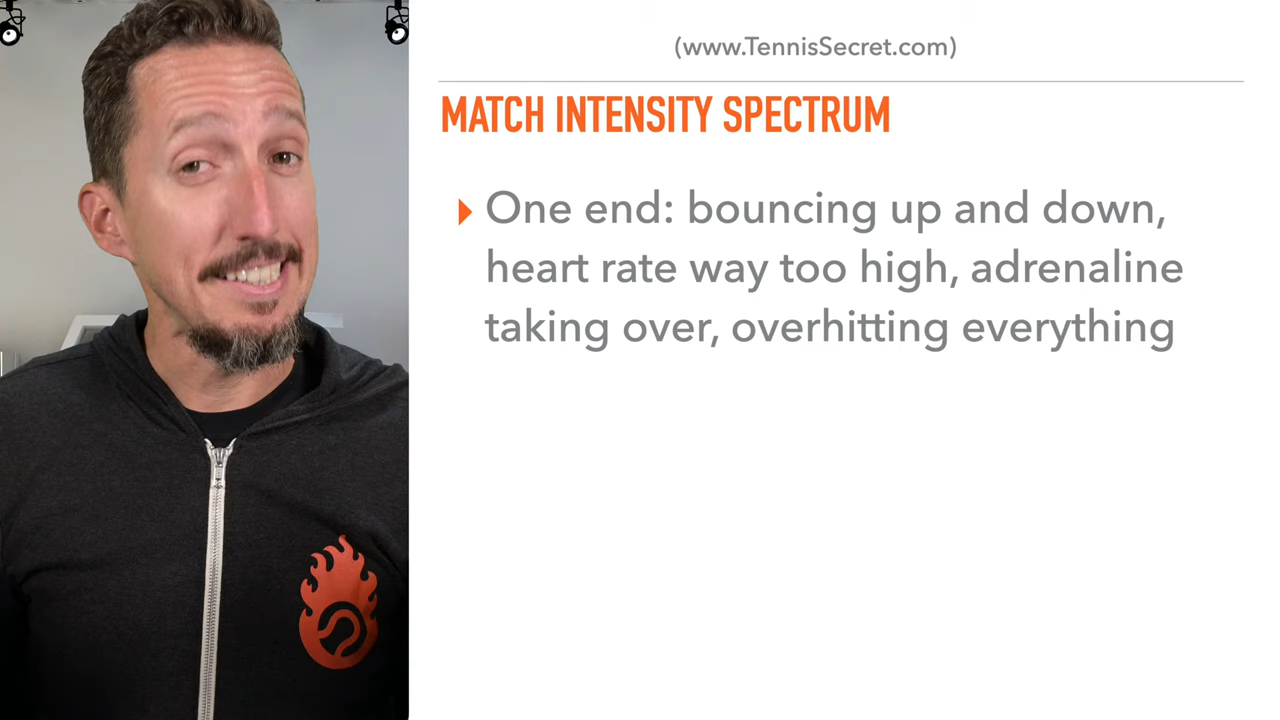 (www.TennisSecret.com)
MATCH INTENSITY SPECTRUM
One end: bouncing up and down,
heart rate way too high, adrenaline
taking over, overhitting everything